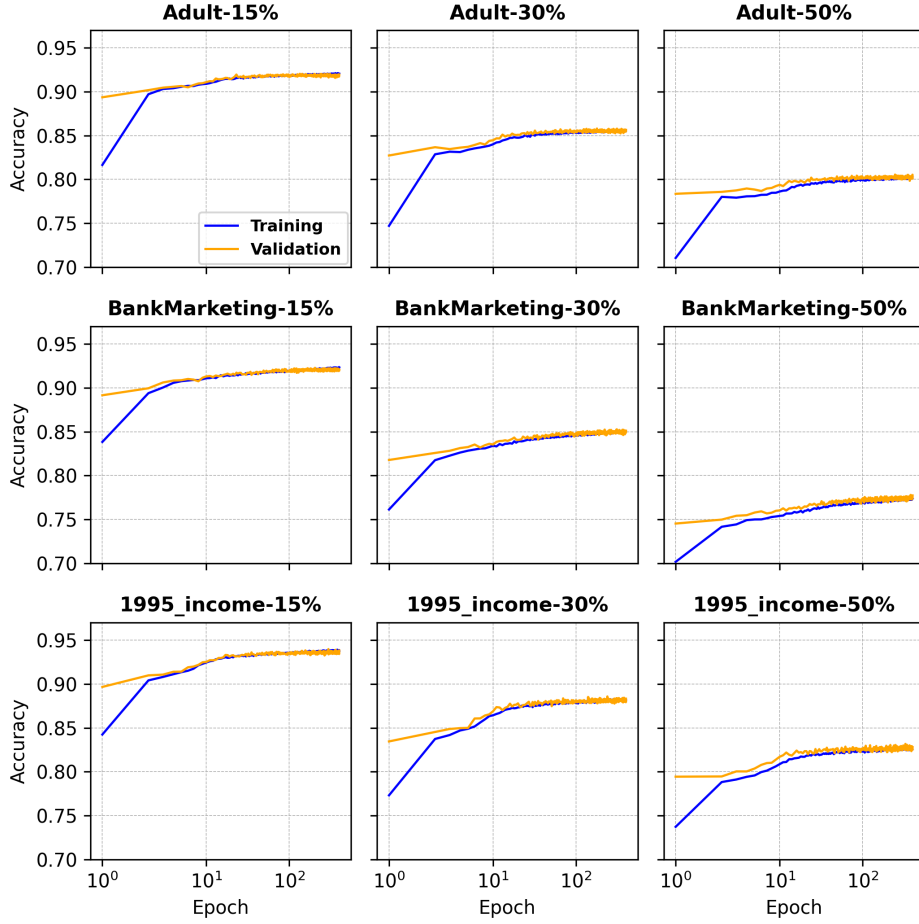 Adult-15% Adult-30% Adult-50%
0.95
0.90
0.85
0.80
0.75
0.70
Accuracy
Training
Validation
BankMarketing-15% BankMarketing-30% BankMarketing-50%
0.95
0.90
0.85
0.80
0.75
0.70
Accuracy
1995_income-15% 1995_income-30% 1995_income-50%
0.95
0.90
0.85
0.80
0.75
0.70
Accuracy
10⁰ 10¹ 10² 10⁰ 10¹ 10² 10⁰ 10¹ 10²
Epoch Epoch Epoch